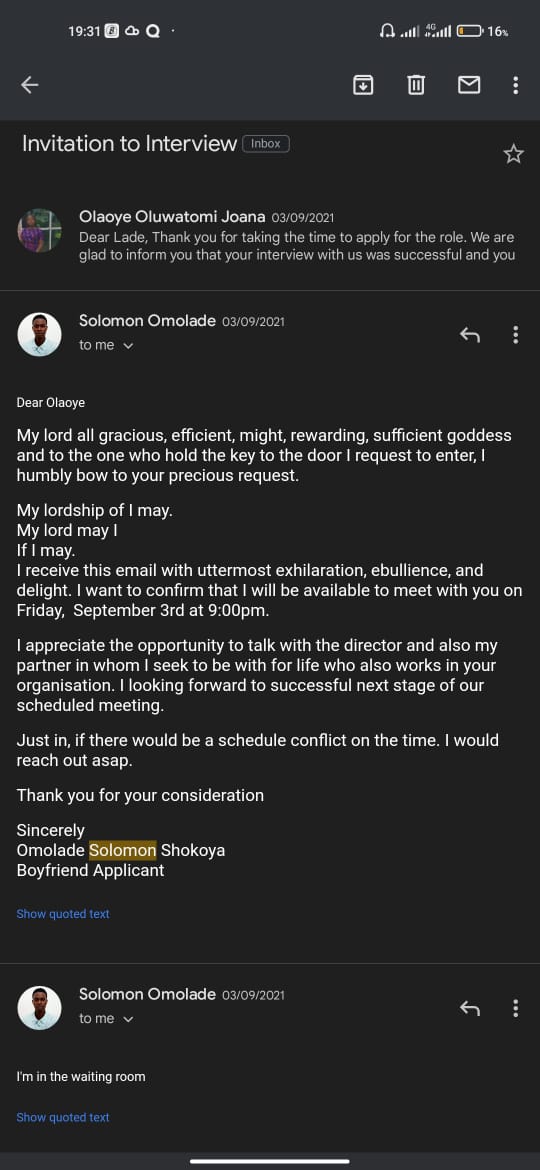 19:31
4G
16%
Invitation to Interview Inbox
Olaoye Oluwatomi Joana 03/09/2021
Dear Lade, Thank you for taking the time to apply for the role. We are
glad to inform you that your interview with us was successful and you
Solomon Omolade 03/09/2021
to me
Dear Olaoye
My lord all gracious, efficient, might, rewarding, sufficient goddess
and to the one who hold the key to the door I request to enter, I
humbly bow to your precious request.
My lordship of I may.
My lord may I
If I may.
I receive this email with uttermost exhilaration, ebullience, and
delight. I want to confirm that I will be available to meet with you on
Friday,  September 3rd at 9:00pm.
I appreciate the opportunity to talk with the director and also my
partner in whom I seek to be with for life who also works in your
organisation. I looking forward to successful next stage of our
scheduled meeting.
Just in, if there would be a schedule conflict on the time. I would
reach out asap.
Thank you for your consideration
Sincerely
Omolade Solomon Shokoya
Boyfriend Applicant
Show quoted text
Solomon Omolade 03/09/2021
to me
I'm in the waiting room
Show quoted text